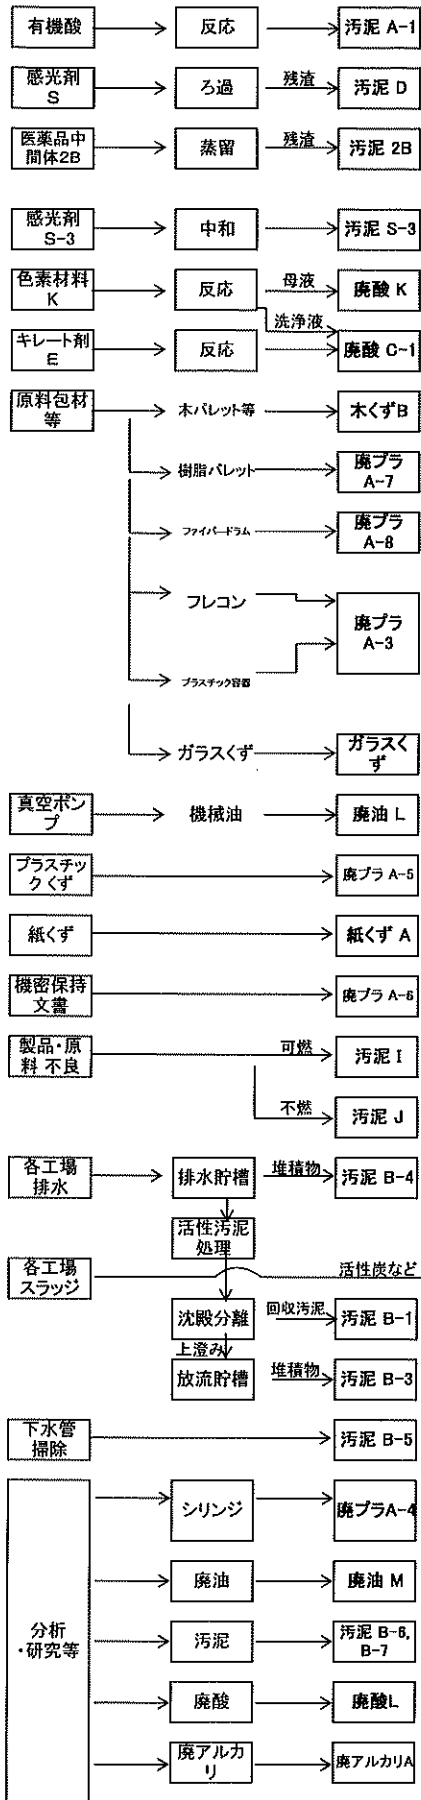 有機酸 反応 汚泥 A-1
感光剤 S ろ過 残渣 汚泥 D
医薬品中間体2B 蒸留 残渣 汚泥 2B
感光剤 S-3 中和 汚泥 S-3
色素材料 K 反応 母液 廃酸 K
洗浄液
キレート剤 E 反応 廃酸 C-1
原料包材等 木パレット等 木くずB
樹脂パレット 廃プラ A-7
ファイバードラム 廃プラ A-8
フレコン 廃プラ A-3
プラスチック容器
ガラスくず ガラスくず
真空ポンプ 機械油 廃油 L
プラスチックくず 廃プラ A-5
紙くず 紙くず A
機密保持文書 廃プラ A-6
製品・原料 不良 可燃 汚泥 I
不燃 汚泥 J
各工場排水 排水貯槽 堆積物 汚泥 B-4
活性汚泥処理
各工場スラッジ 活性炭など
沈殿分離 回収汚泥 汚泥 B-1
上澄み
放流貯槽 堆積物 汚泥 B-3
下水管掃除 汚泥 B-5
シリンジ 廃プラA-4
廃油 廃油 M
分析・研究等 汚泥 汚泥 B-6, B-7
廃酸 廃酸L
廃アルカリ 廃アルカリA